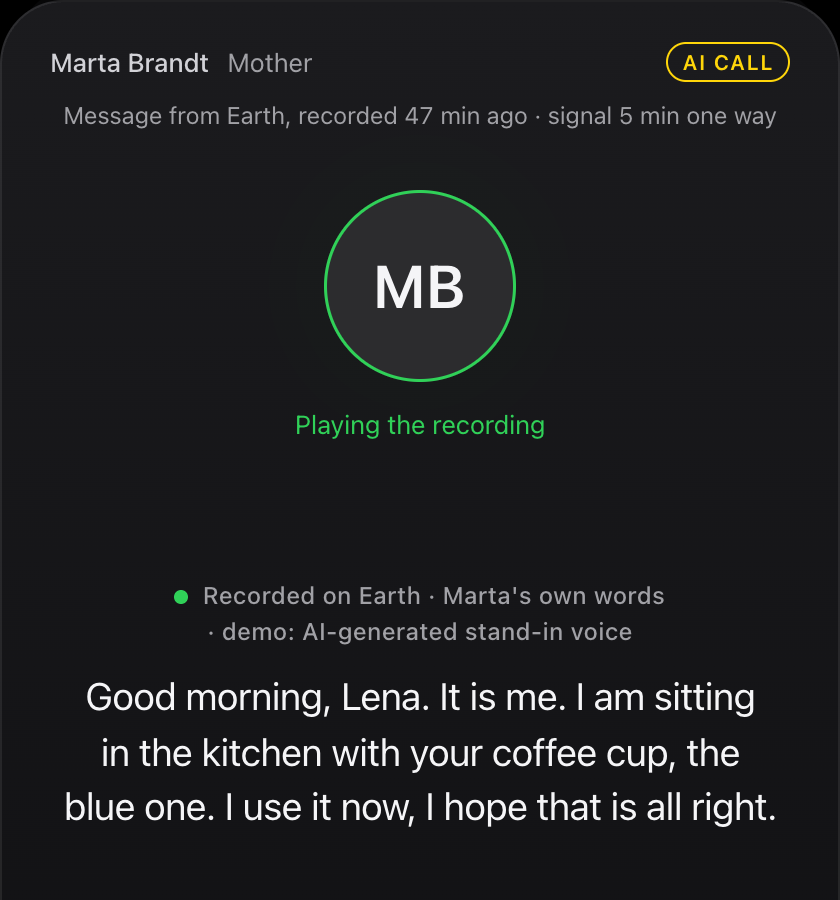 Marta Brandt Mother
AI CALL
Message from Earth, recorded 47 min ago · signal 5 min one way
MB
Playing the recording
Recorded on Earth · Marta's own words
· demo: AI-generated stand-in voice
Good morning, Lena. It is me. I am sitting
in the kitchen with your coffee cup, the
blue one. I use it now, I hope that is all right.